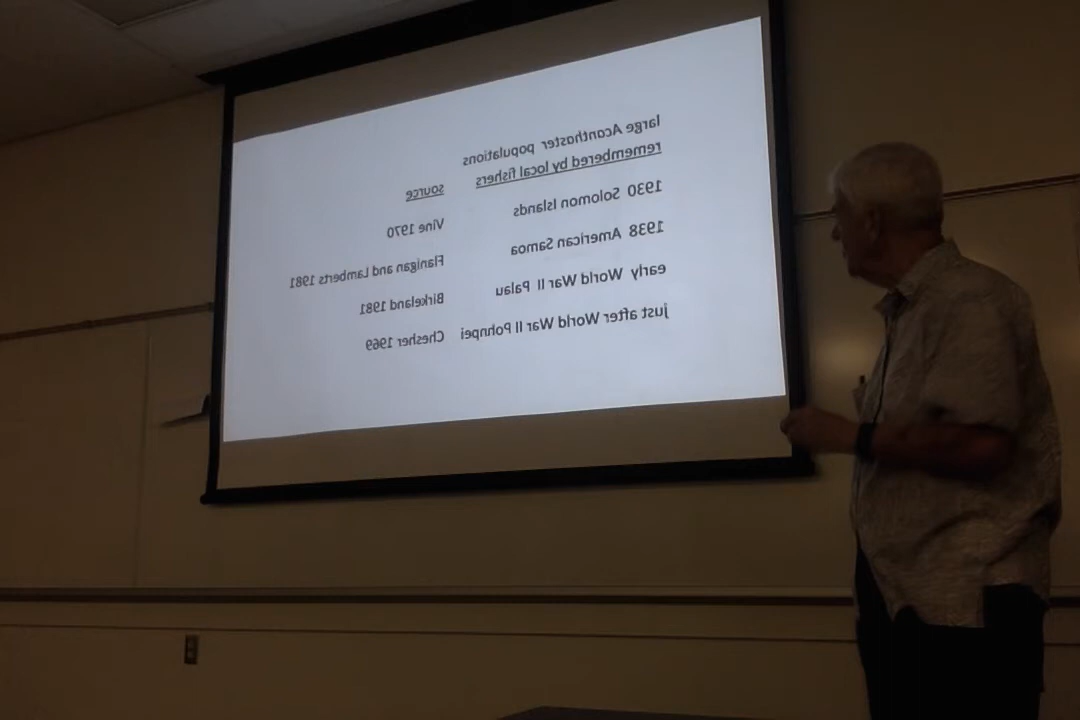 large Acanthaster populations
remembered by local fishers source
1930 Solomon Islands Vine 1970
1938 American Samoa Flanigan and Lamberts 1981
early World War II Palau Birkeland 1981
just after World War II Pohnpei Chesher 1969